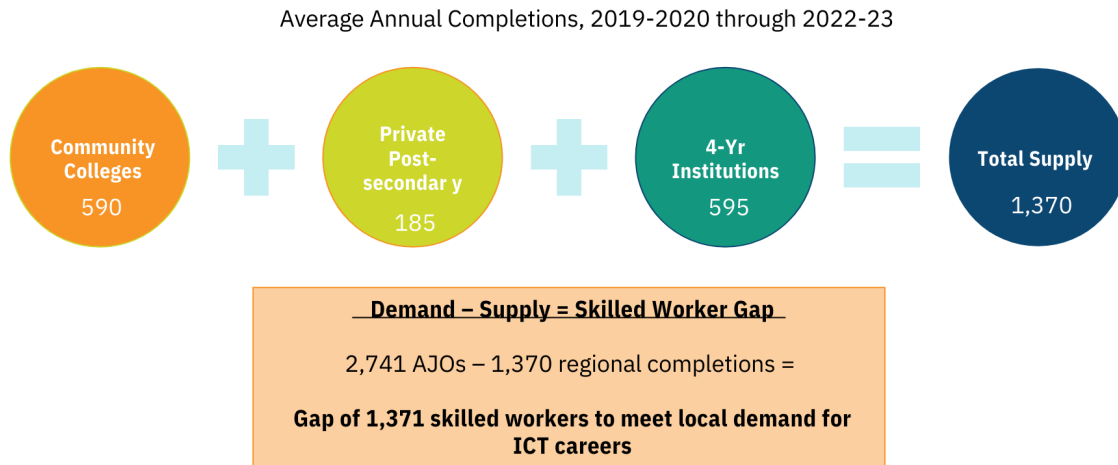 Average Annual Completions, 2019-2020 through 2022-23
Community
Colleges
590
Private
Post-
secondar y
185
4-Yr
Institutions
595
Total Supply
1,370
Demand – Supply = Skilled Worker Gap
2,741 AJOs – 1,370 regional completions =
Gap of 1,371 skilled workers to meet local demand for
ICT careers